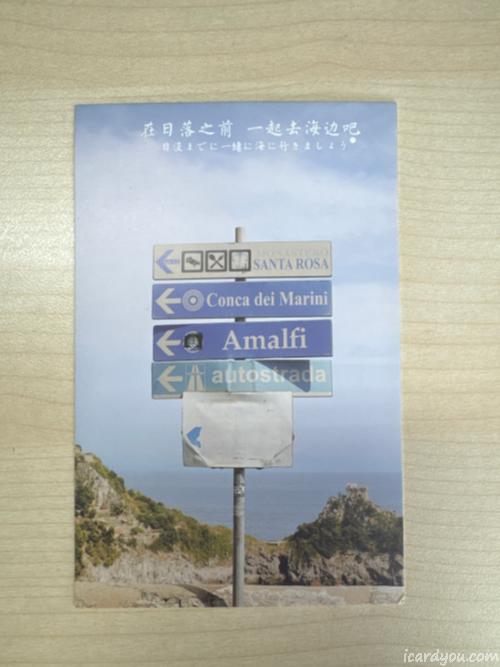 在日落之前 一起去海边吧
日没までに一緒に海に行きましょう
MONASTERO
SANTA ROSA
Conca dei Marini
Amalfi
autostrada
icardyou.com